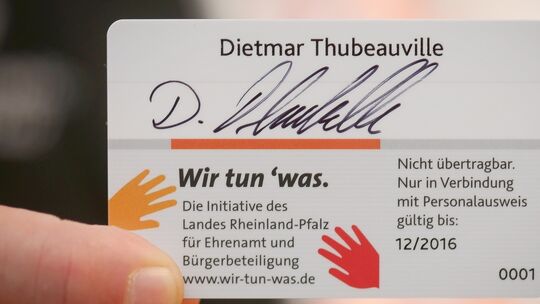 Dietmar Thubeauville
Wir tun ‘was.
Die Initiative des
Landes Rheinland-Pfalz
für Ehrenamt und
Bürgerbeteiligung
www.wir-tun-was.de
Nicht übertragbar.
Nur in Verbindung
mit Personalausweis
gültig bis:
12/2016
0001